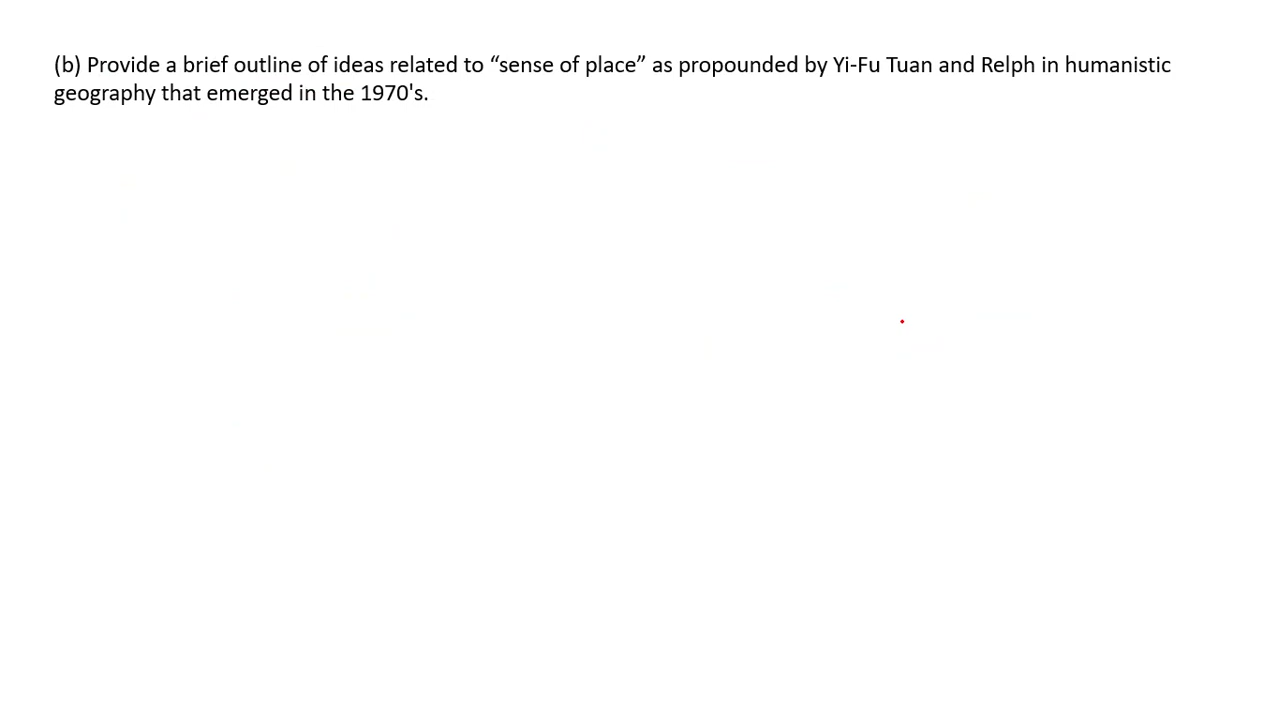 (b) Provide a brief outline of ideas related to “sense of place” as propounded by Yi-Fu Tuan and Relph in humanistic
geography that emerged in the 1970's.